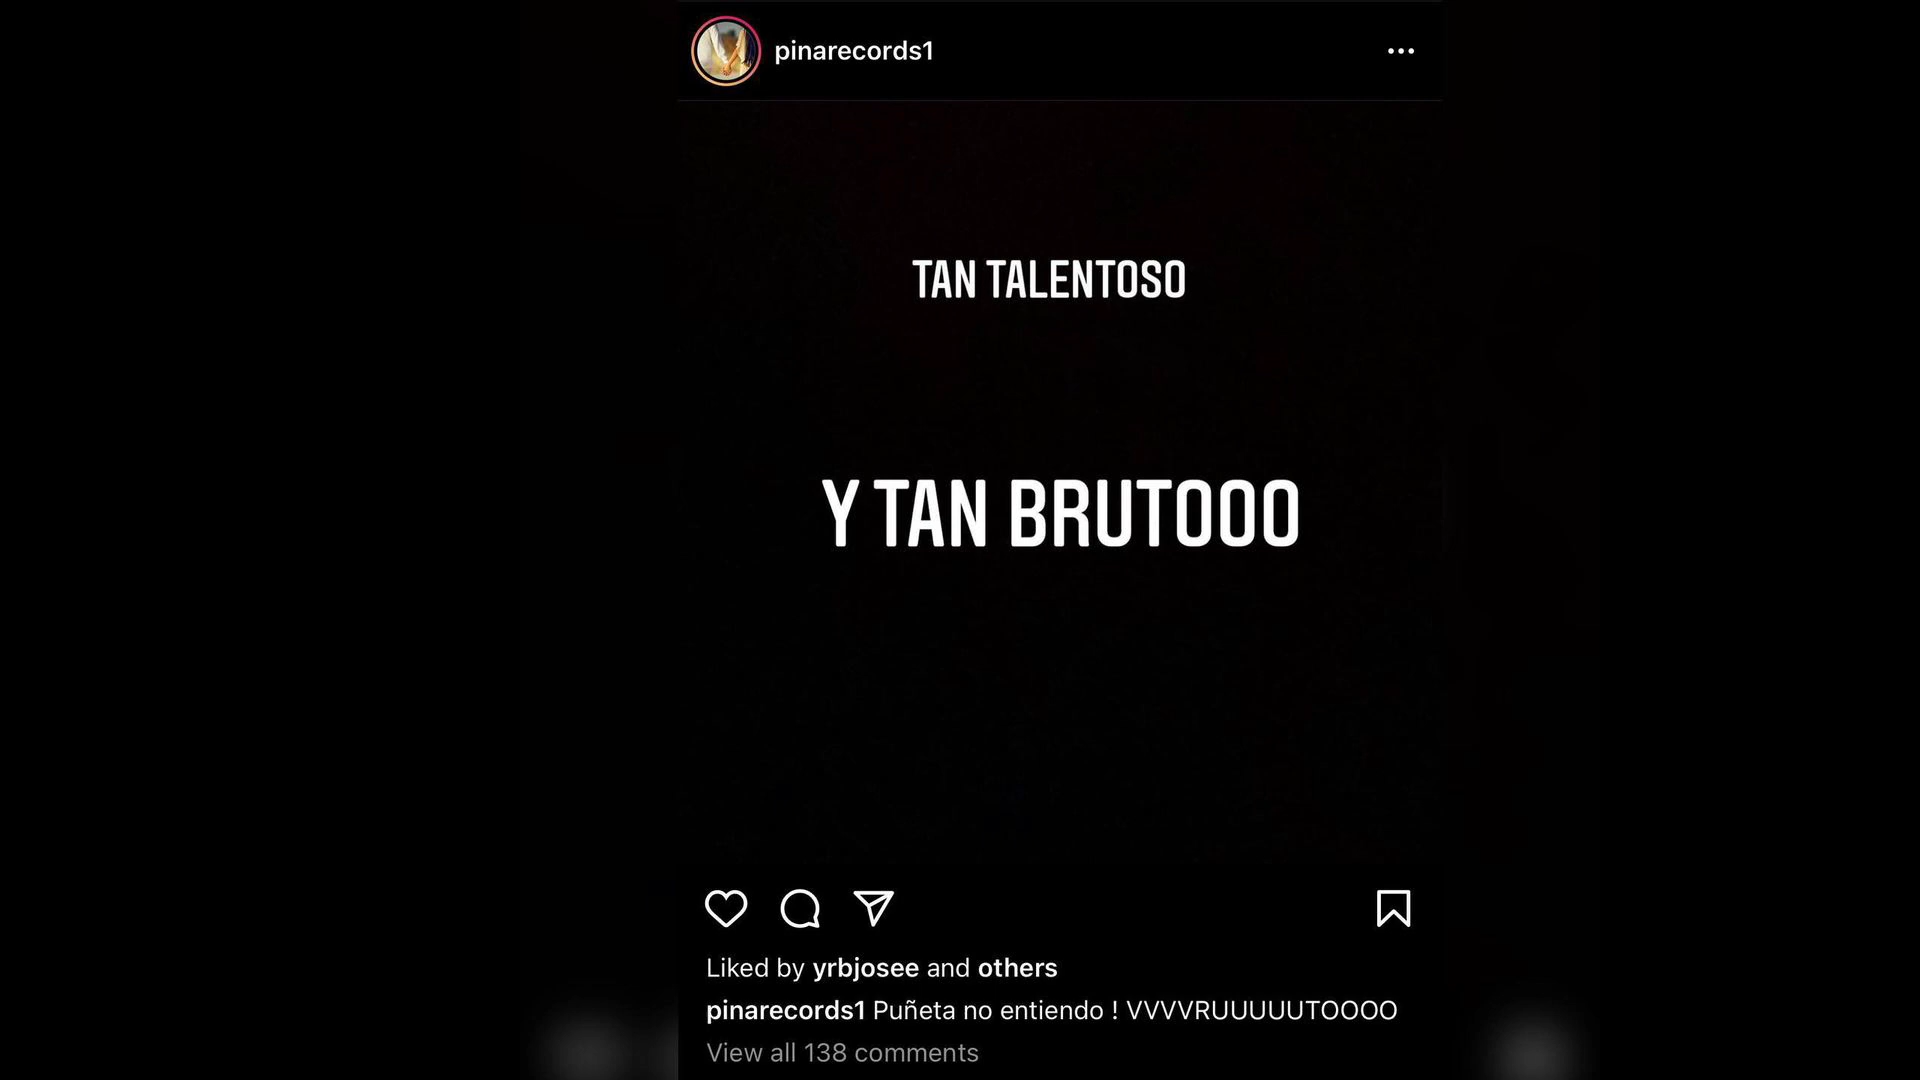 pinarecords1
TAN TALENTOSO
Y TAN BRUTOOO
Liked by yrbjosee and others
pinarecords1 Puñeta no entiendo ! VVVVRUUUUUTOOOO
View all 138 comments